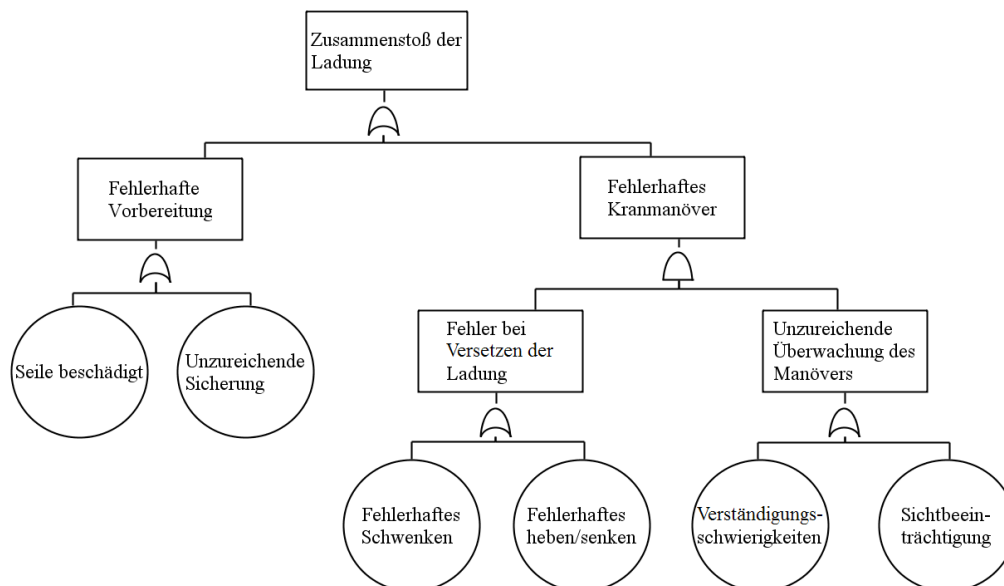 Zusammenstoß der
Ladung
Fehlerhafte
Vorbereitung
Fehlerhaftes
Kranmanöver
Seile beschädigt
Unzureichende
Sicherung
Fehler bei
Versetzen der
Ladung
Unzureichende
Überwachung des
Manövers
Fehlerhaftes
Schwenken
Fehlerhaftes
heben/senken
Verständigungs-
schwierigkeiten
Sichtbeein-
trächtigung